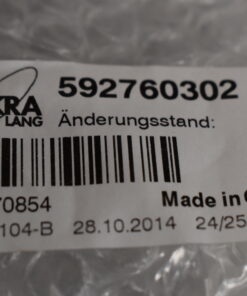 KRA 592760302
LANG Änderungsstand:
70854 Made in
104-B 28.10.2014 24/25